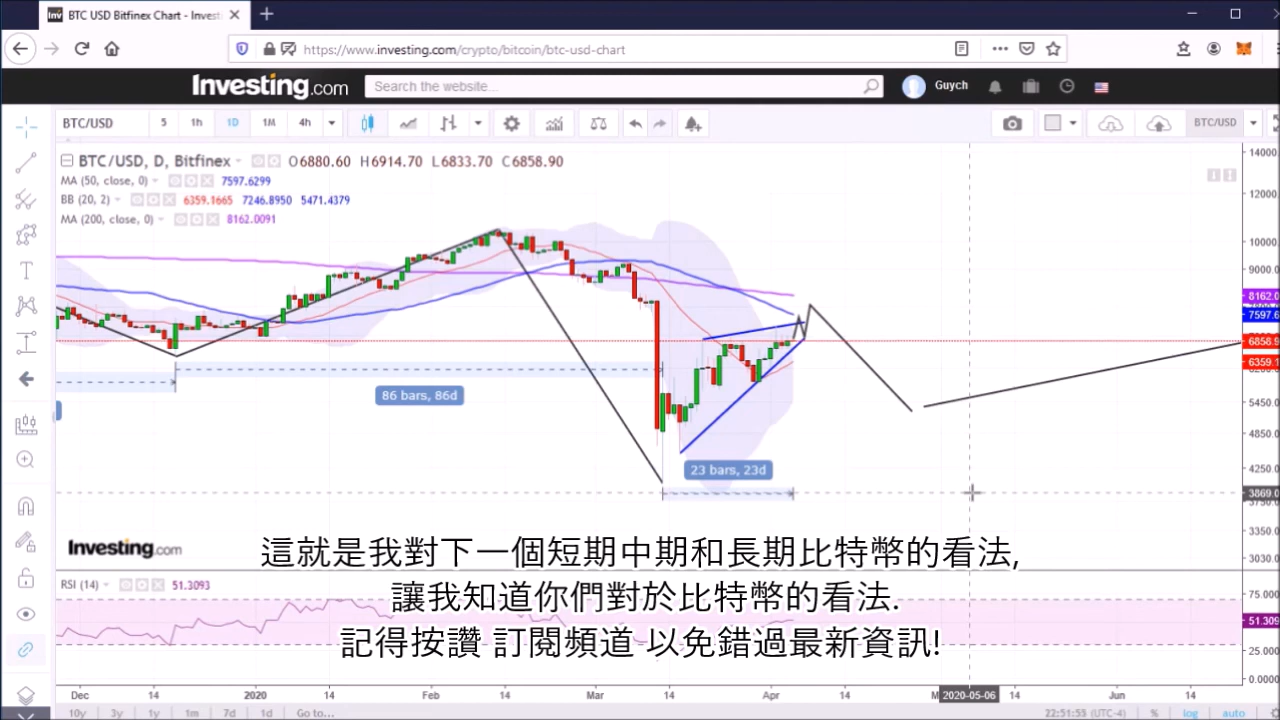 BTC USD Bitfinex Chart - Invest
https://www.investing.com/crypto/bitcoin/btc-usd-chart
Investing.com
Search the website...
Guych
BTC/USD 5 1h 1D 1M 4h BTC/USD
BTC/USD, D, Bitfinex O6880.60 H6914.70 L6833.70 C6858.90
MA (50, close, 0) 7597.6299
BB (20, 2) 6359.1665 7246.8950 5471.4379
MA (200, close, 0) 8162.0091
14000
12000
10000
9000.0
8162.0
7597.6
6858.9
6359.1
5450.0
4850.0
4250.0
3869.0
3350.0
3030.0
86 bars, 86d
23 bars, 23d
Investing.com
這就是我對下一個短期中期和長期比特幣的看法,
讓我知道你們對於比特幣的看法.
記得按讚 訂閱頻道 以免錯過最新資訊!
RSI (14) 51.3093
75.000
51.309
25.000
0.0000
Dec 14 2020 14 Feb 14 Mar 14 Apr 14 M 2020-05-06 14 Jun 14
10y 3y 1y 1m 7d 1d Go to... 22:51:53 (UTC-4) % log auto